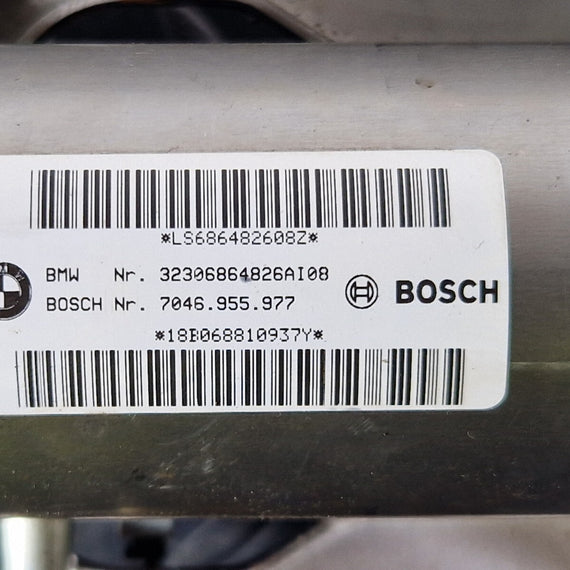 *LS686482608Z*
BMW Nr. 32306864826AI08
BOSCH Nr. 7046.955.977
BOSCH
*18B068810937Y*